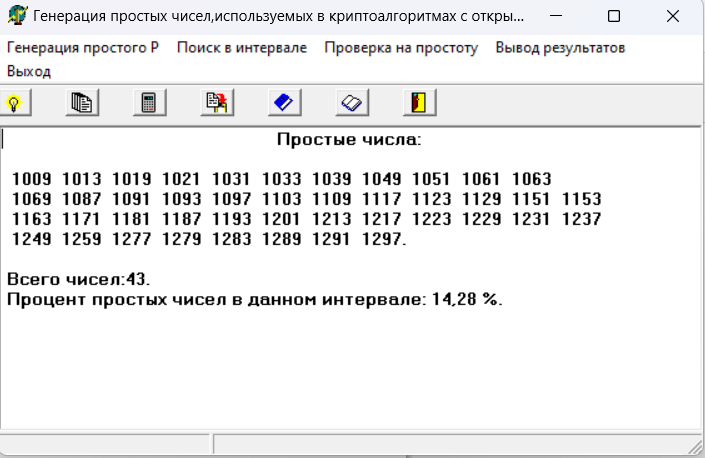 Генерация простых чисел,используемых в криптоалгоритмах с откры...
Генерация простого P Поиск в интервале Проверка на простоту Вывод результатов
Выход
Простые числа:
1009 1013 1019 1021 1031 1033 1039 1049 1051 1061 1063
1069 1087 1091 1093 1097 1103 1109 1117 1123 1129 1151 1153
1163 1171 1181 1187 1193 1201 1213 1217 1223 1229 1231 1237
1249 1259 1277 1279 1283 1289 1291 1297.
Всего чисел:43.
Процент простых чисел в данном интервале: 14,28 %.